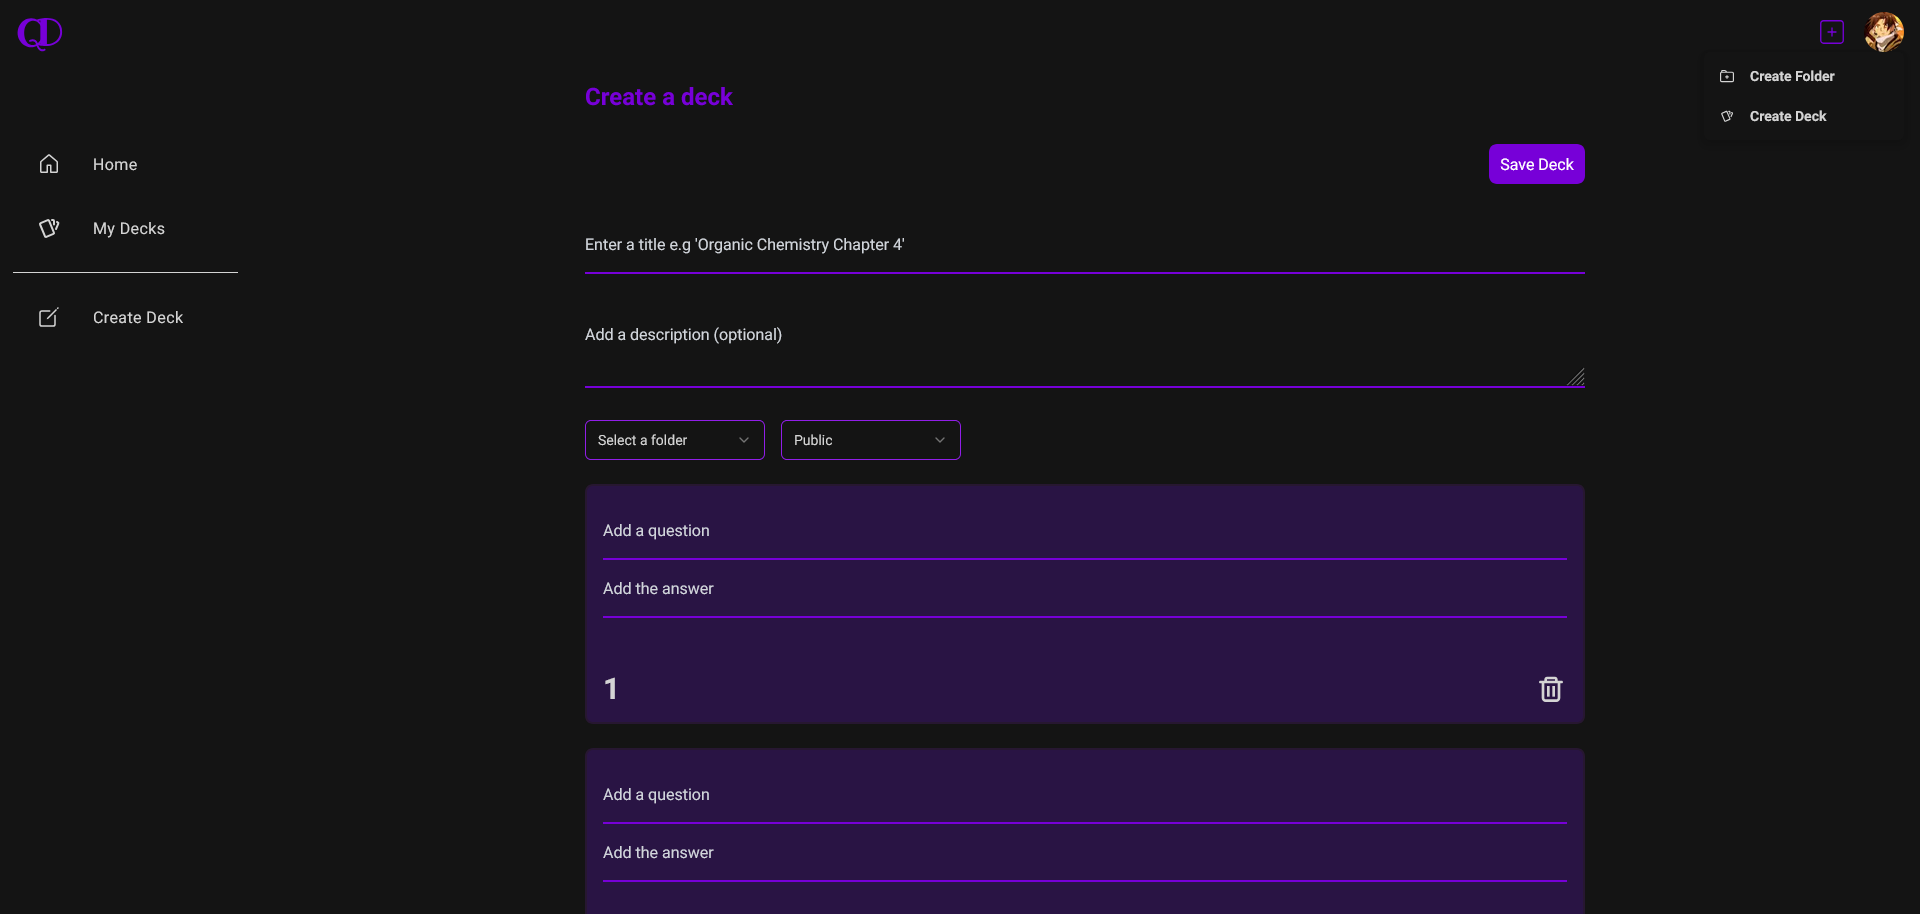 QD
Create Folder
Create Deck
Home
My Decks
Create Deck
Create a deck
Save Deck
Enter a title e.g 'Organic Chemistry Chapter 4'
Add a description (optional)
Select a folder
Public
Add a question
Add the answer
1
Add a question
Add the answer